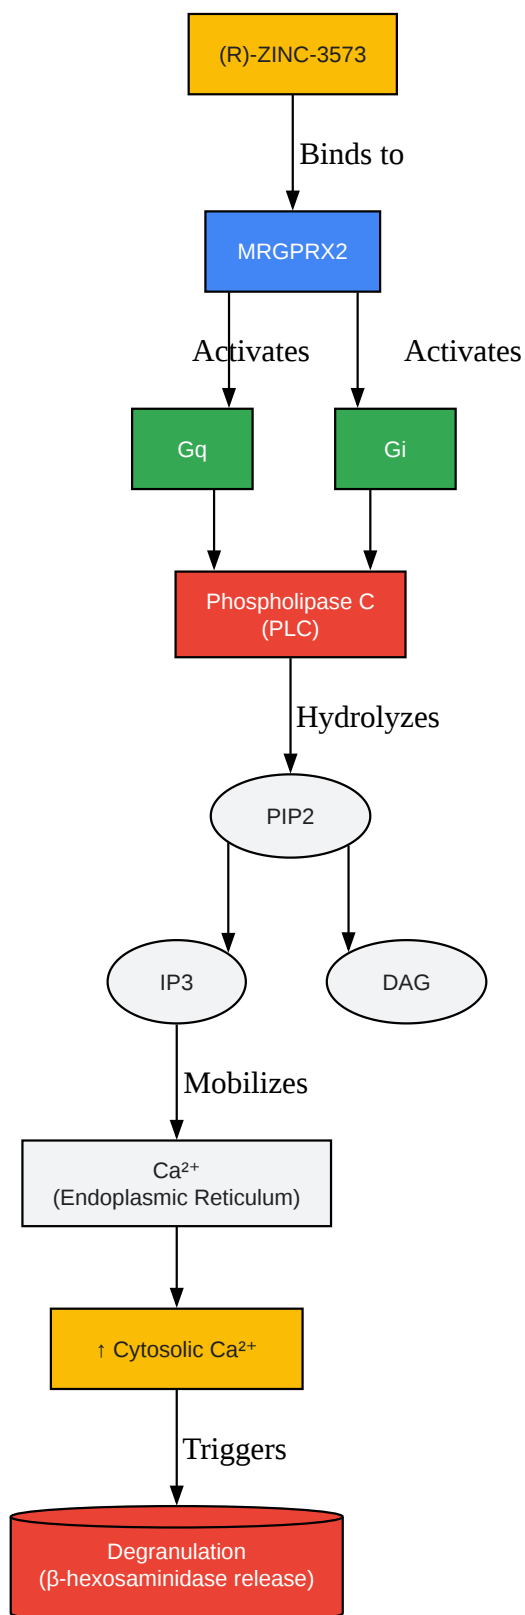 (R)-ZINC-3573
Binds to
MRGPRX2
Activates
Activates
Gq
Gi
Phospholipase C
(PLC)
Hydrolyzes
PIP2
IP3
DAG
Mobilizes
Ca²⁺
(Endoplasmic Reticulum)
↑ Cytosolic Ca²⁺
Triggers
Degranulation
(β-hexosaminidase release)